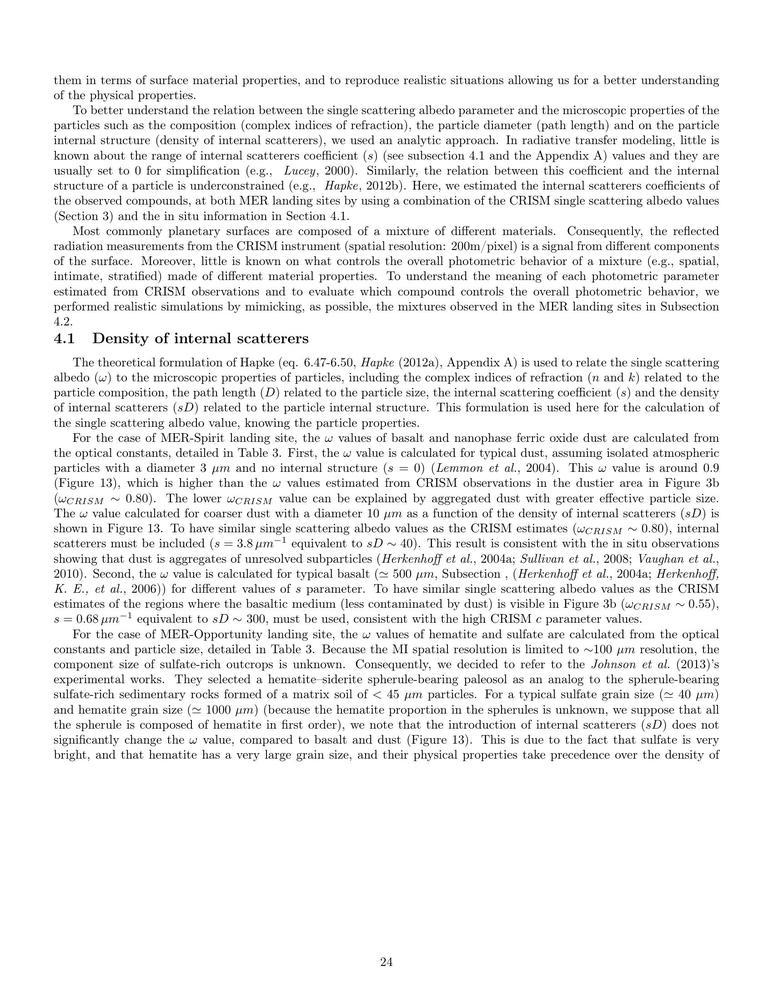 them in terms of surface material properties, and to reproduce realistic situations allowing us for a better understanding
of the physical properties.
To better understand the relation between the single scattering albedo parameter and the microscopic properties of the
particles such as the composition (complex indices of refraction), the particle diameter (path length) and on the particle
internal structure (density of internal scatterers), we used an analytic approach. In radiative transfer modeling, little is
known about the range of internal scatterers coefficient (s) (see subsection 4.1 and the Appendix A) values and they are
usually set to 0 for simplification (e.g., Lucey, 2000). Similarly, the relation between this coefficient and the internal
structure of a particle is underconstrained (e.g., Hapke, 2012b). Here, we estimated the internal scatterers coefficients of
the observed compounds, at both MER landing sites by using a combination of the CRISM single scattering albedo values
(Section 3) and the in situ information in Section 4.1.
Most commonly planetary surfaces are composed of a mixture of different materials. Consequently, the reflected
radiation measurements from the CRISM instrument (spatial resolution: 200m/pixel) is a signal from different components
of the surface. Moreover, little is known on what controls the overall photometric behavior of a mixture (e.g., spatial,
intimate, stratified) made of different material properties. To understand the meaning of each photometric parameter
estimated from CRISM observations and to evaluate which compound controls the overall photometric behavior, we
performed realistic simulations by mimicking, as possible, the mixtures observed in the MER landing sites in Subsection
4.2.
4.1 Density of internal scatterers
The theoretical formulation of Hapke (eq. 6.47-6.50, Hapke (2012a), Appendix A) is used to relate the single scattering
albedo (ω) to the microscopic properties of particles, including the complex indices of refraction (n and k) related to the
particle composition, the path length (D) related to the particle size, the internal scattering coefficient (s) and the density
of internal scatterers (sD) related to the particle internal structure. This formulation is used here for the calculation of
the single scattering albedo value, knowing the particle properties.
For the case of MER-Spirit landing site, the ω values of basalt and nanophase ferric oxide dust are calculated from
the optical constants, detailed in Table 3. First, the ω value is calculated for typical dust, assuming isolated atmospheric
particles with a diameter 3 μm and no internal structure (s = 0) (Lemmon et al., 2004). This ω value is around 0.9
(Figure 13), which is higher than the ω values estimated from CRISM observations in the dustier area in Figure 3b
(ω_CRISM ∼ 0.80). The lower ω_CRISM value can be explained by aggregated dust with greater effective particle size.
The ω value calculated for coarser dust with a diameter 10 μm as a function of the density of internal scatterers (sD) is
shown in Figure 13. To have similar single scattering albedo values as the CRISM estimates (ω_CRISM ∼ 0.80), internal
scatterers must be included (s = 3.8 μm⁻¹ equivalent to sD ∼ 40). This result is consistent with the in situ observations
showing that dust is aggregates of unresolved subparticles (Herkenhoff et al., 2004a; Sullivan et al., 2008; Vaughan et al.,
2010). Second, the ω value is calculated for typical basalt (≃ 500 μm, Subsection , (Herkenhoff et al., 2004a; Herkenhoff,
K. E., et al., 2006)) for different values of s parameter. To have similar single scattering albedo values as the CRISM
estimates of the regions where the basaltic medium (less contaminated by dust) is visible in Figure 3b (ω_CRISM ∼ 0.55),
s = 0.68 μm⁻¹ equivalent to sD ∼ 300, must be used, consistent with the high CRISM c parameter values.
For the case of MER-Opportunity landing site, the ω values of hematite and sulfate are calculated from the optical
constants and particle size, detailed in Table 3. Because the MI spatial resolution is limited to ∼100 μm resolution, the
component size of sulfate-rich outcrops is unknown. Consequently, we decided to refer to the Johnson et al. (2013)'s
experimental works. They selected a hematite–siderite spherule-bearing paleosol as an analog to the spherule-bearing
sulfate-rich sedimentary rocks formed of a matrix soil of < 45 μm particles. For a typical sulfate grain size (≃ 40 μm)
and hematite grain size (≃ 1000 μm) (because the hematite proportion in the spherules is unknown, we suppose that all
the spherule is composed of hematite in first order), we note that the introduction of internal scatterers (sD) does not
significantly change the ω value, compared to basalt and dust (Figure 13). This is due to the fact that sulfate is very
bright, and that hematite has a very large grain size, and their physical properties take precedence over the density of
24